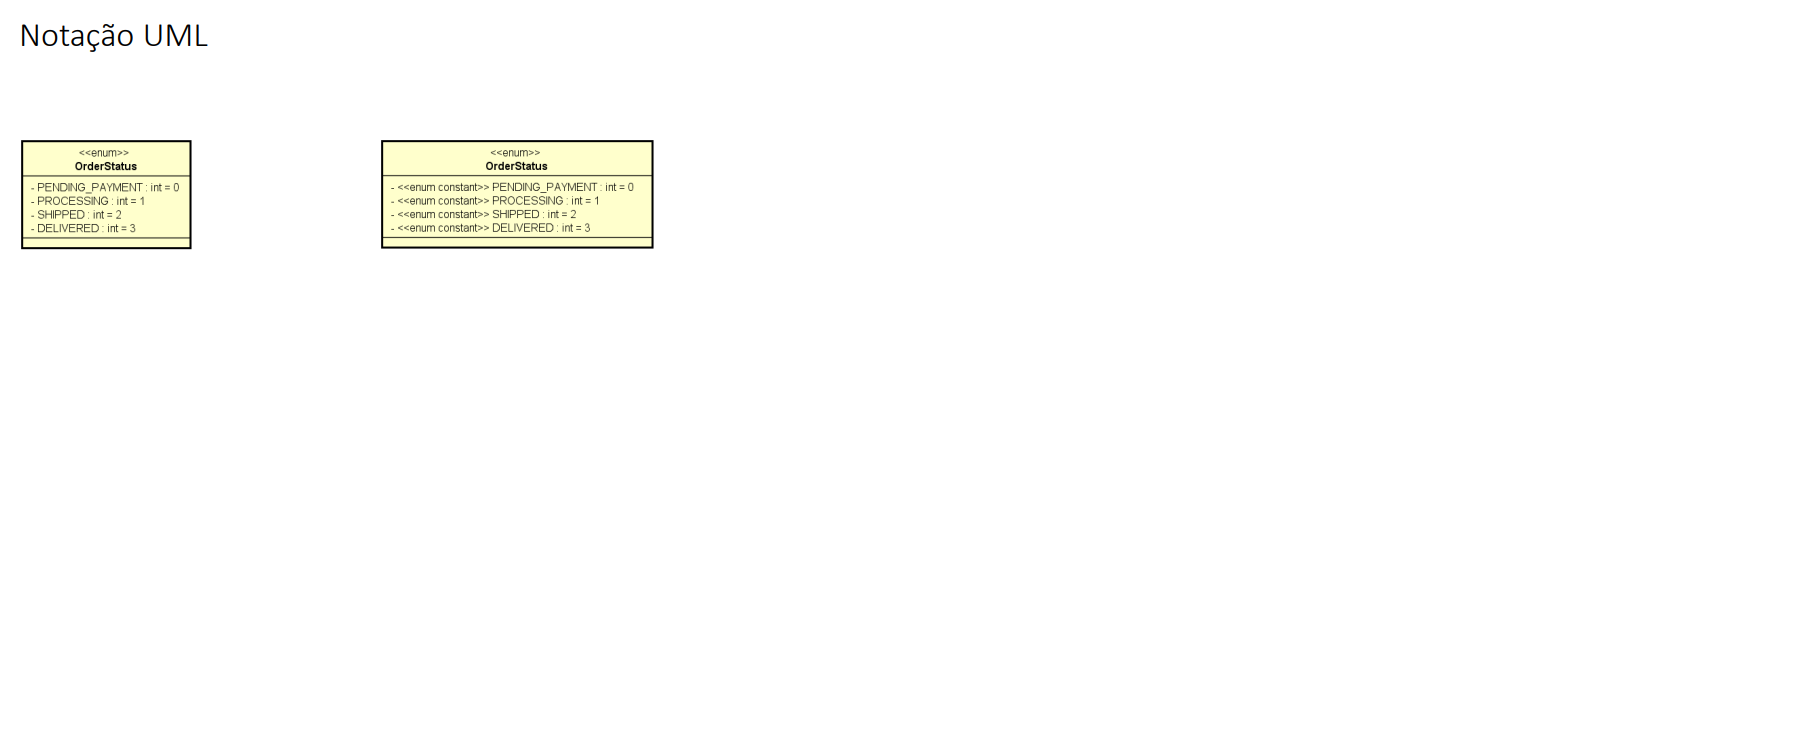 Notação UML
<<enum>>
OrderStatus
- PENDING_PAYMENT : int = 0
- PROCESSING : int = 1
- SHIPPED : int = 2
- DELIVERED : int = 3
<<enum>>
OrderStatus
- <<enum constant>> PENDING_PAYMENT : int = 0
- <<enum constant>> PROCESSING : int = 1
- <<enum constant>> SHIPPED : int = 2
- <<enum constant>> DELIVERED : int = 3